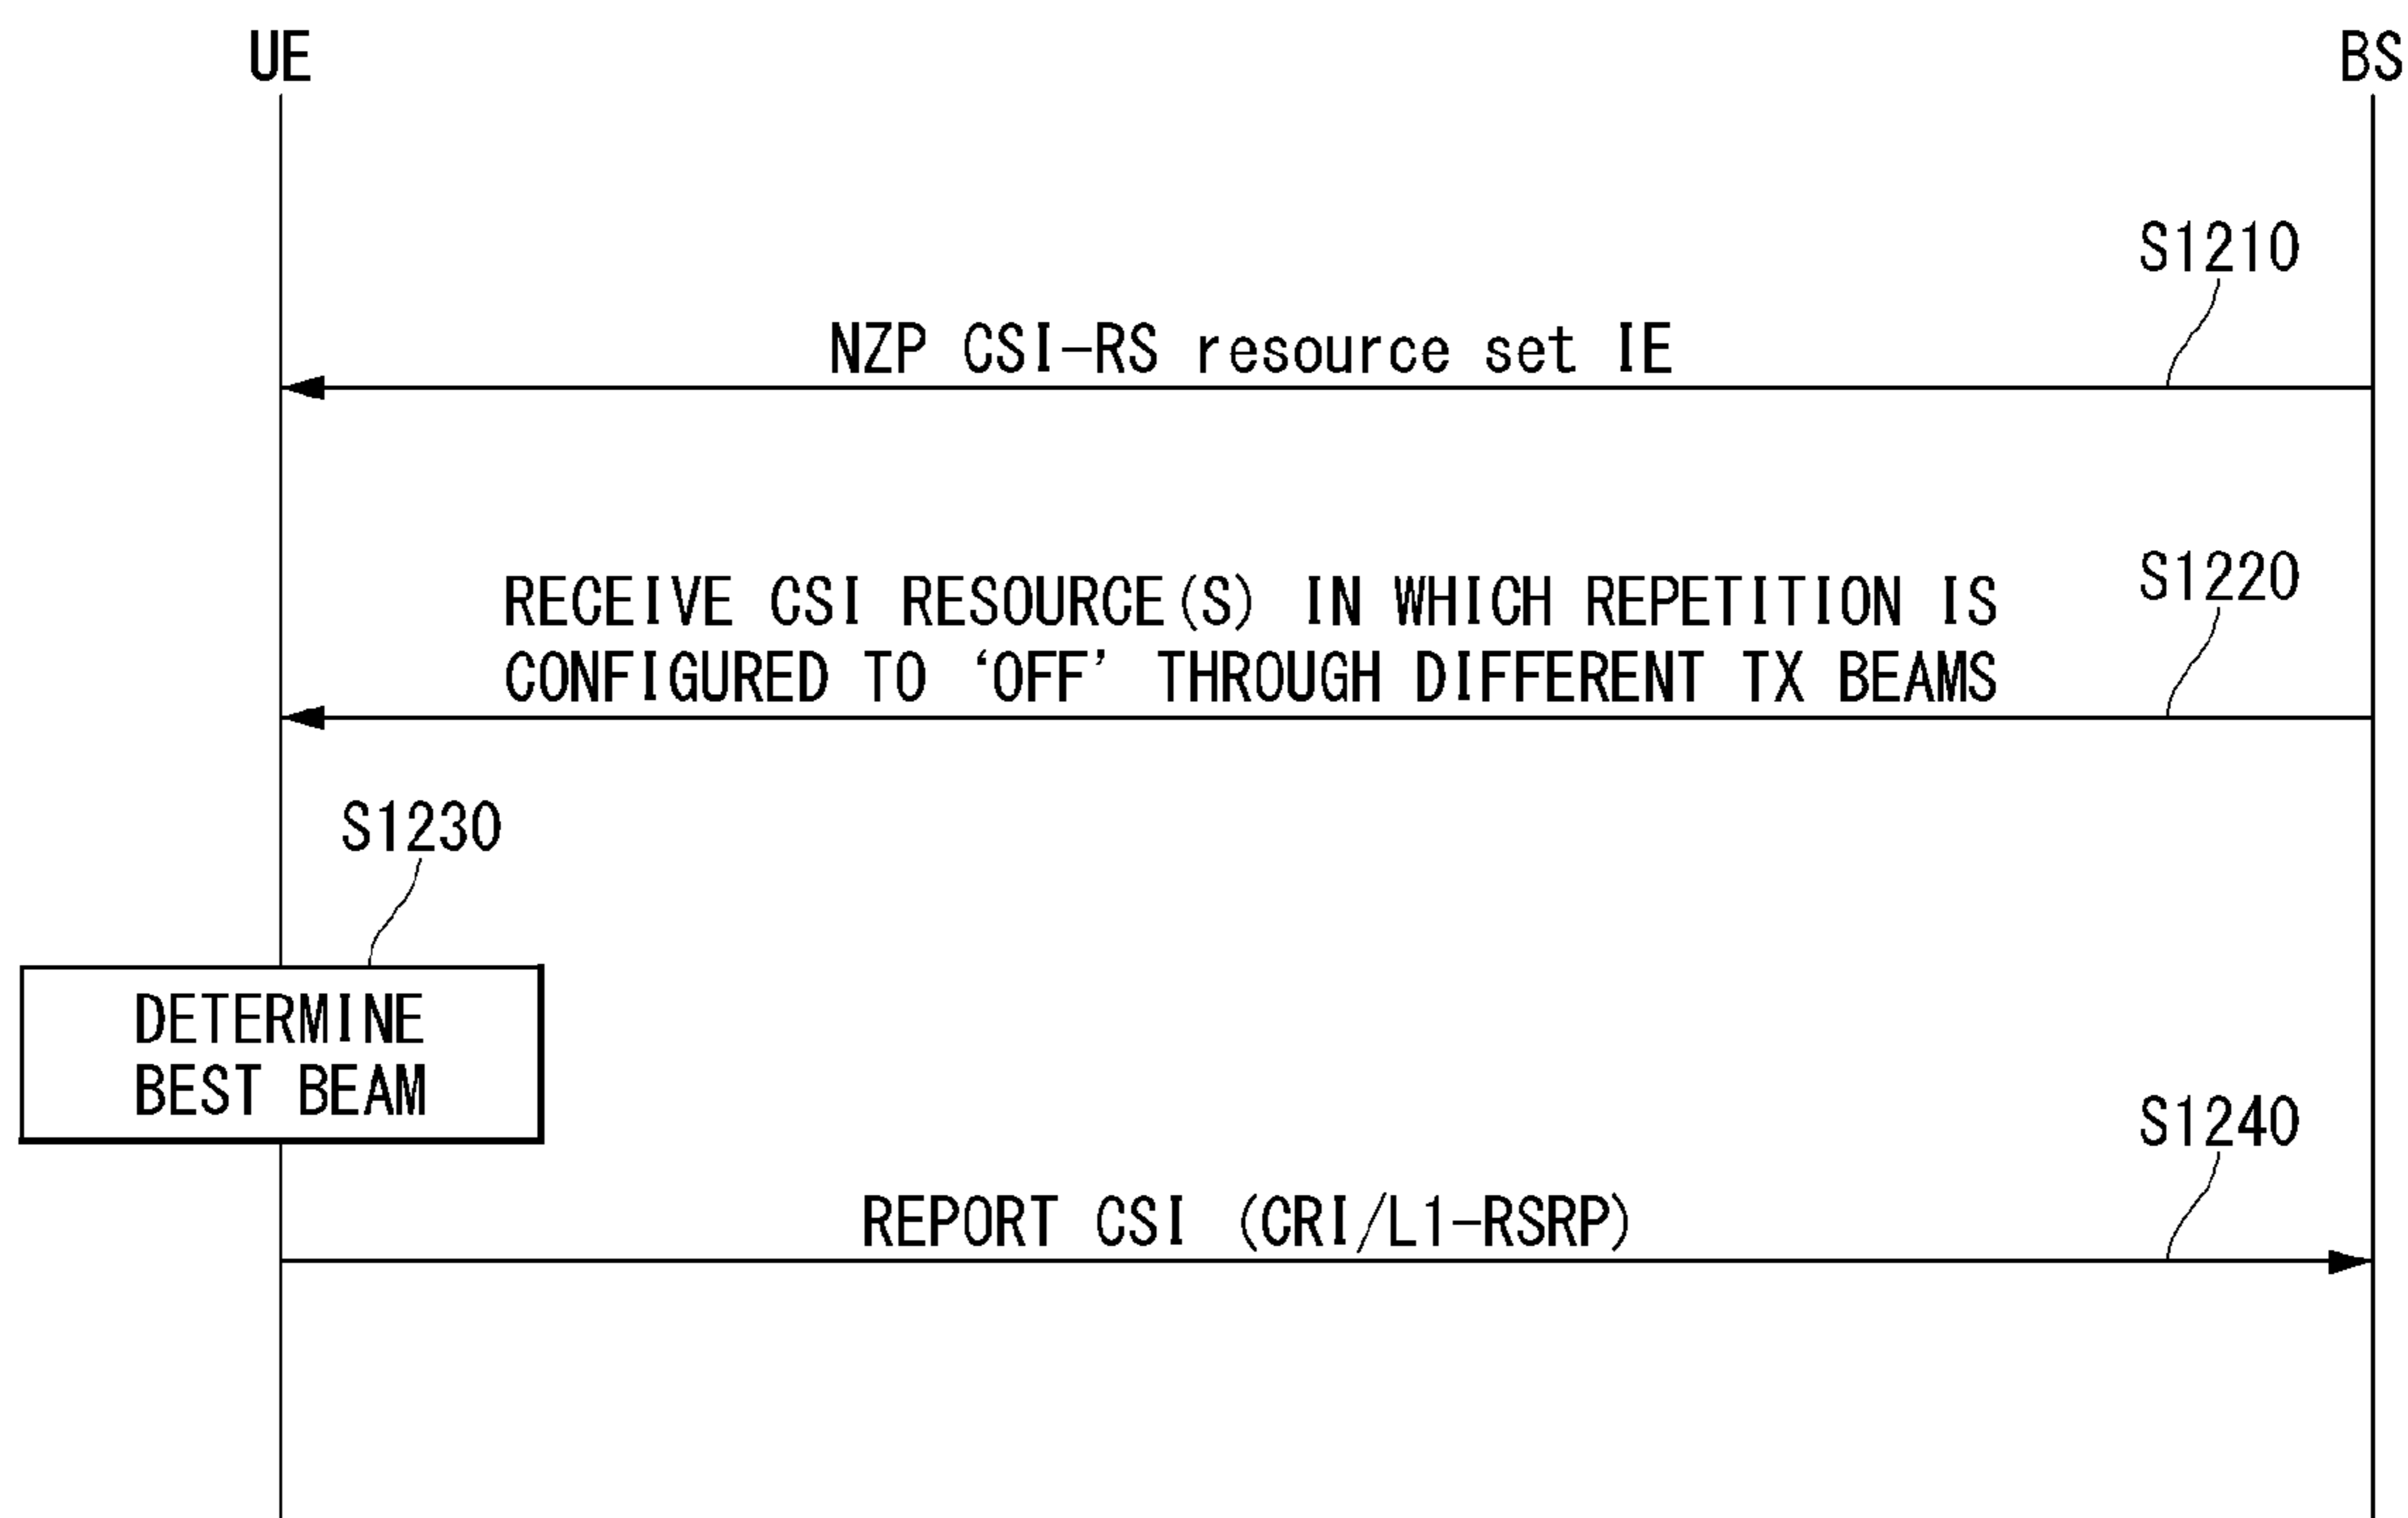 UE
BS
S1210
NZP CSI-RS resource set IE
S1220
RECEIVE CSI RESOURCE(S) IN WHICH REPETITION IS
CONFIGURED TO ‘OFF’ THROUGH DIFFERENT TX BEAMS
S1230
DETERMINE
BEST BEAM
S1240
REPORT CSI (CRI/L1-RSRP)